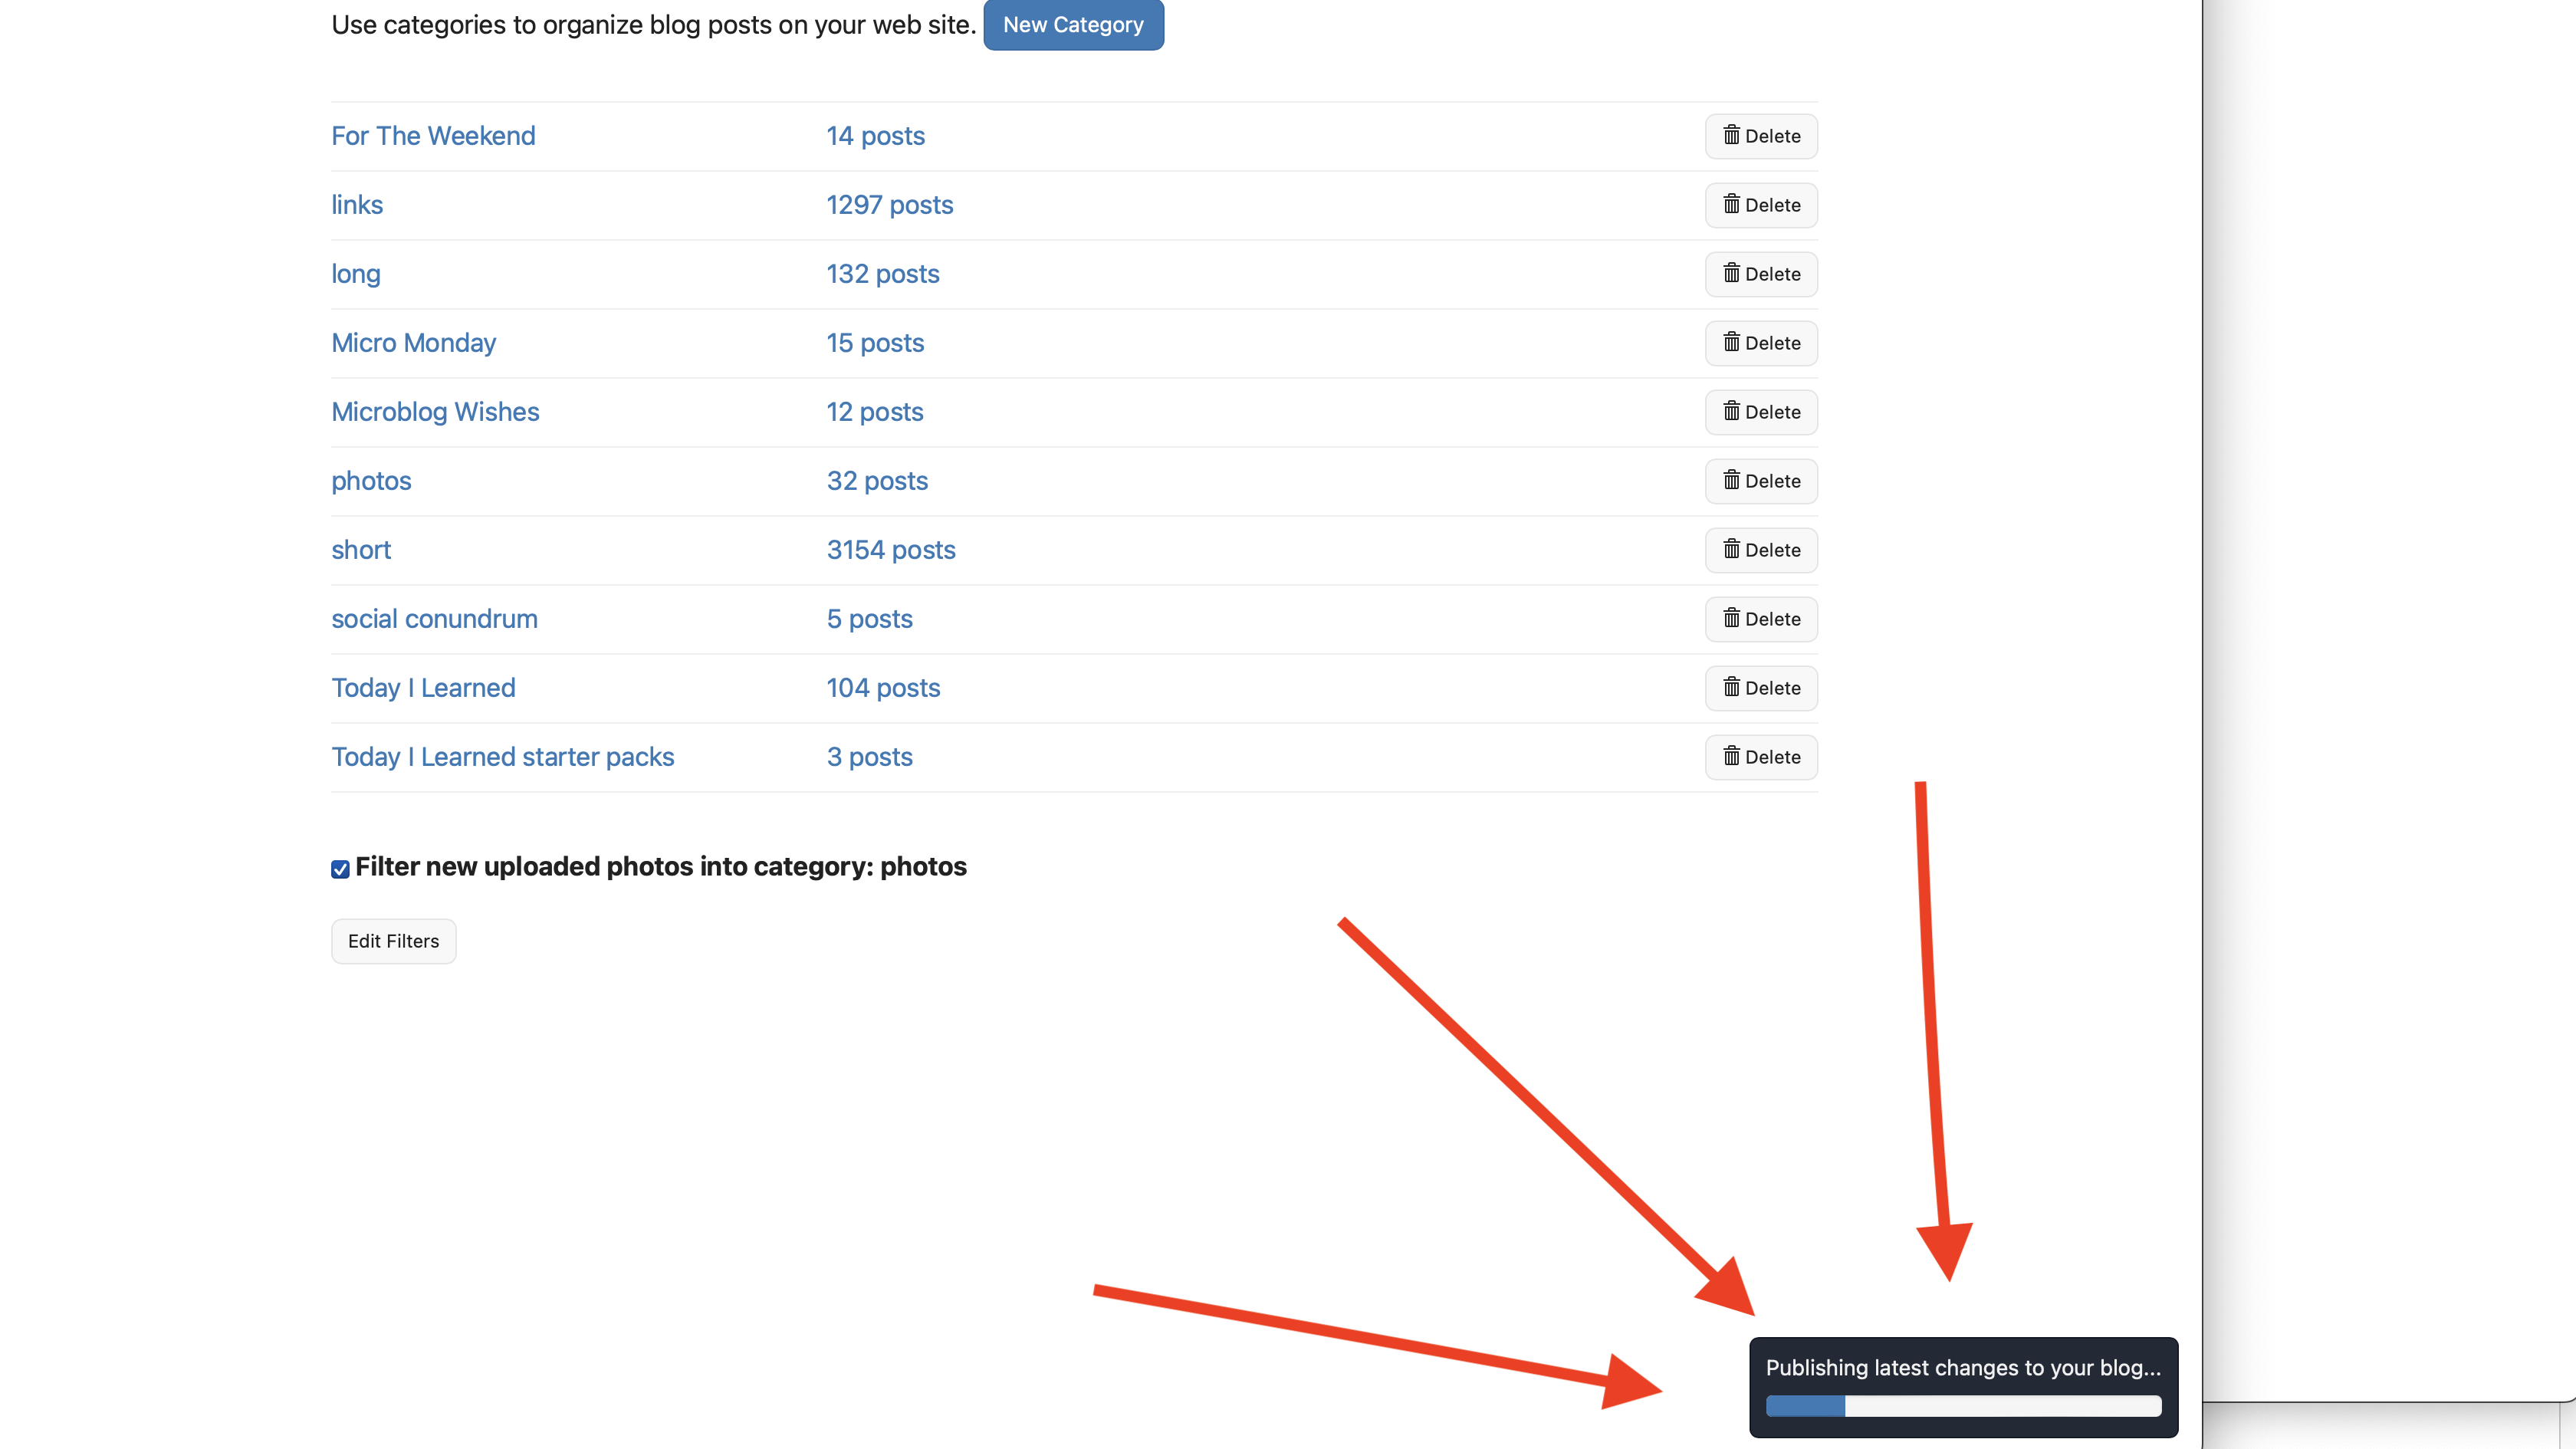 Use categories to organize blog posts on your web site. New Category
For The Weekend 14 posts Delete
links 1297 posts Delete
long 132 posts Delete
Micro Monday 15 posts Delete
Microblog Wishes 12 posts Delete
photos 32 posts Delete
short 3154 posts Delete
social conundrum 5 posts Delete
Today I Learned 104 posts Delete
Today I Learned starter packs 3 posts Delete
Filter new uploaded photos into category: photos
Edit Filters
Publishing latest changes to your blog...